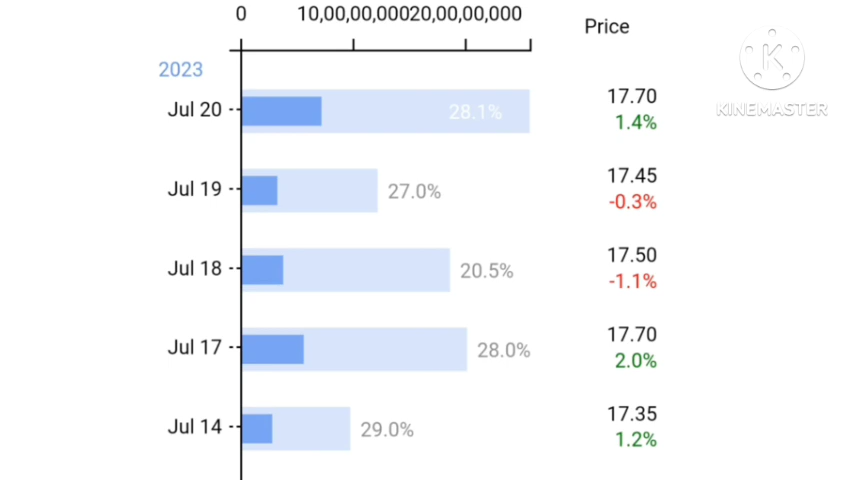 0 10,00,00,000 20,00,00,000
Price
2023
Jul 20 28.1% 17.70
1.4%
Jul 19 27.0% 17.45
-0.3%
Jul 18 20.5% 17.50
-1.1%
Jul 17 28.0% 17.70
2.0%
Jul 14 29.0% 17.35
1.2%
K
KINEMASTER